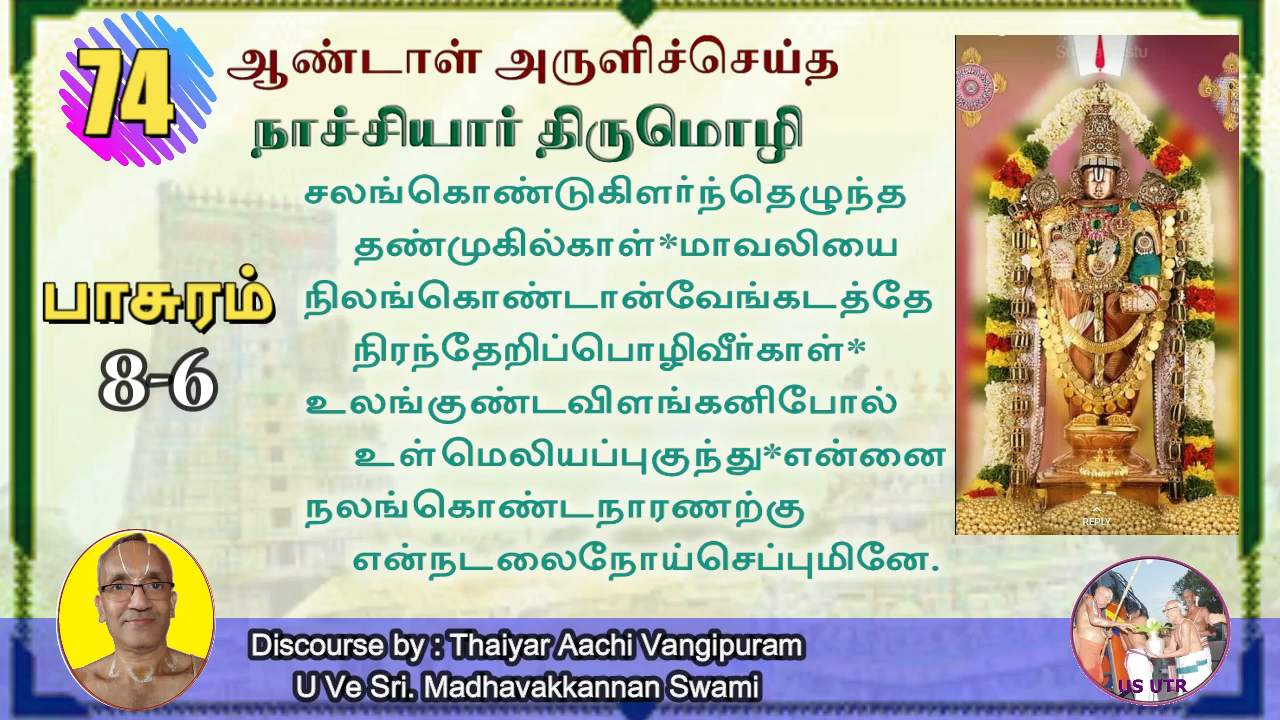 74
ஆண்டாள் அருளிச்செய்த
நாச்சியார் திருமொழி
சலங்கொண்டுகிளர்ந்தெழுந்த
தண்முகில்காள்*மாவலியை
நிலங்கொண்டான்வேங்கடத்தே
நிரந்தேறிப்பொழிவீர்காள்*
உலங்குண்டவிளங்கனிபோல்
உள்மெலியப்புகுந்து*என்னை
நலங்கொண்டநாரணற்கு
என்நடலைநோய்செப்புமினே.
பாசுரம்
8-6
REPLY
Discourse by : Thaiyar Aachi Vangipuram
U Ve Sri. Madhavakkannan Swami
US UTR